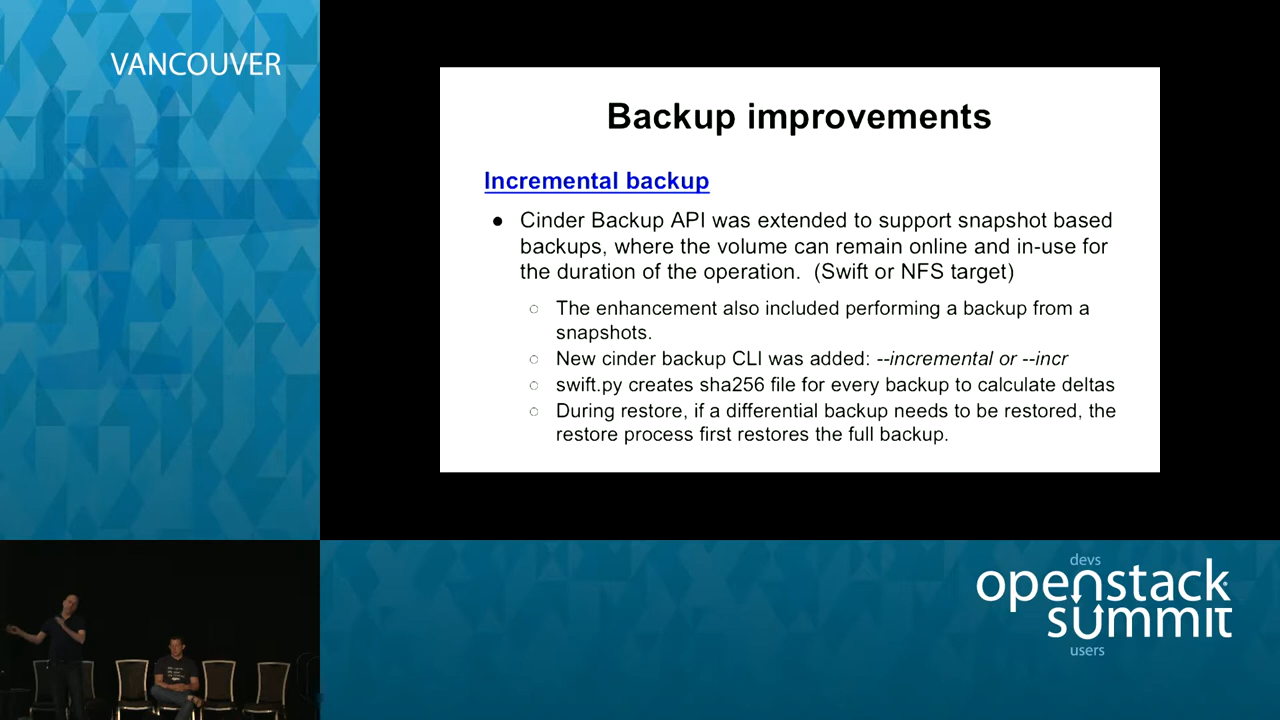 VANCOUVER
Backup improvements
Incremental backup
● Cinder Backup API was extended to support snapshot based
backups, where the volume can remain online and in-use for
the duration of the operation. (Swift or NFS target)
○ The enhancement also included performing a backup from a
snapshots.
○ New cinder backup CLI was added: --incremental or --incr
○ swift.py creates sha256 file for every backup to calculate deltas
○ During restore, if a differential backup needs to be restored, the
restore process first restores the full backup.
devs
openstack
summit
users